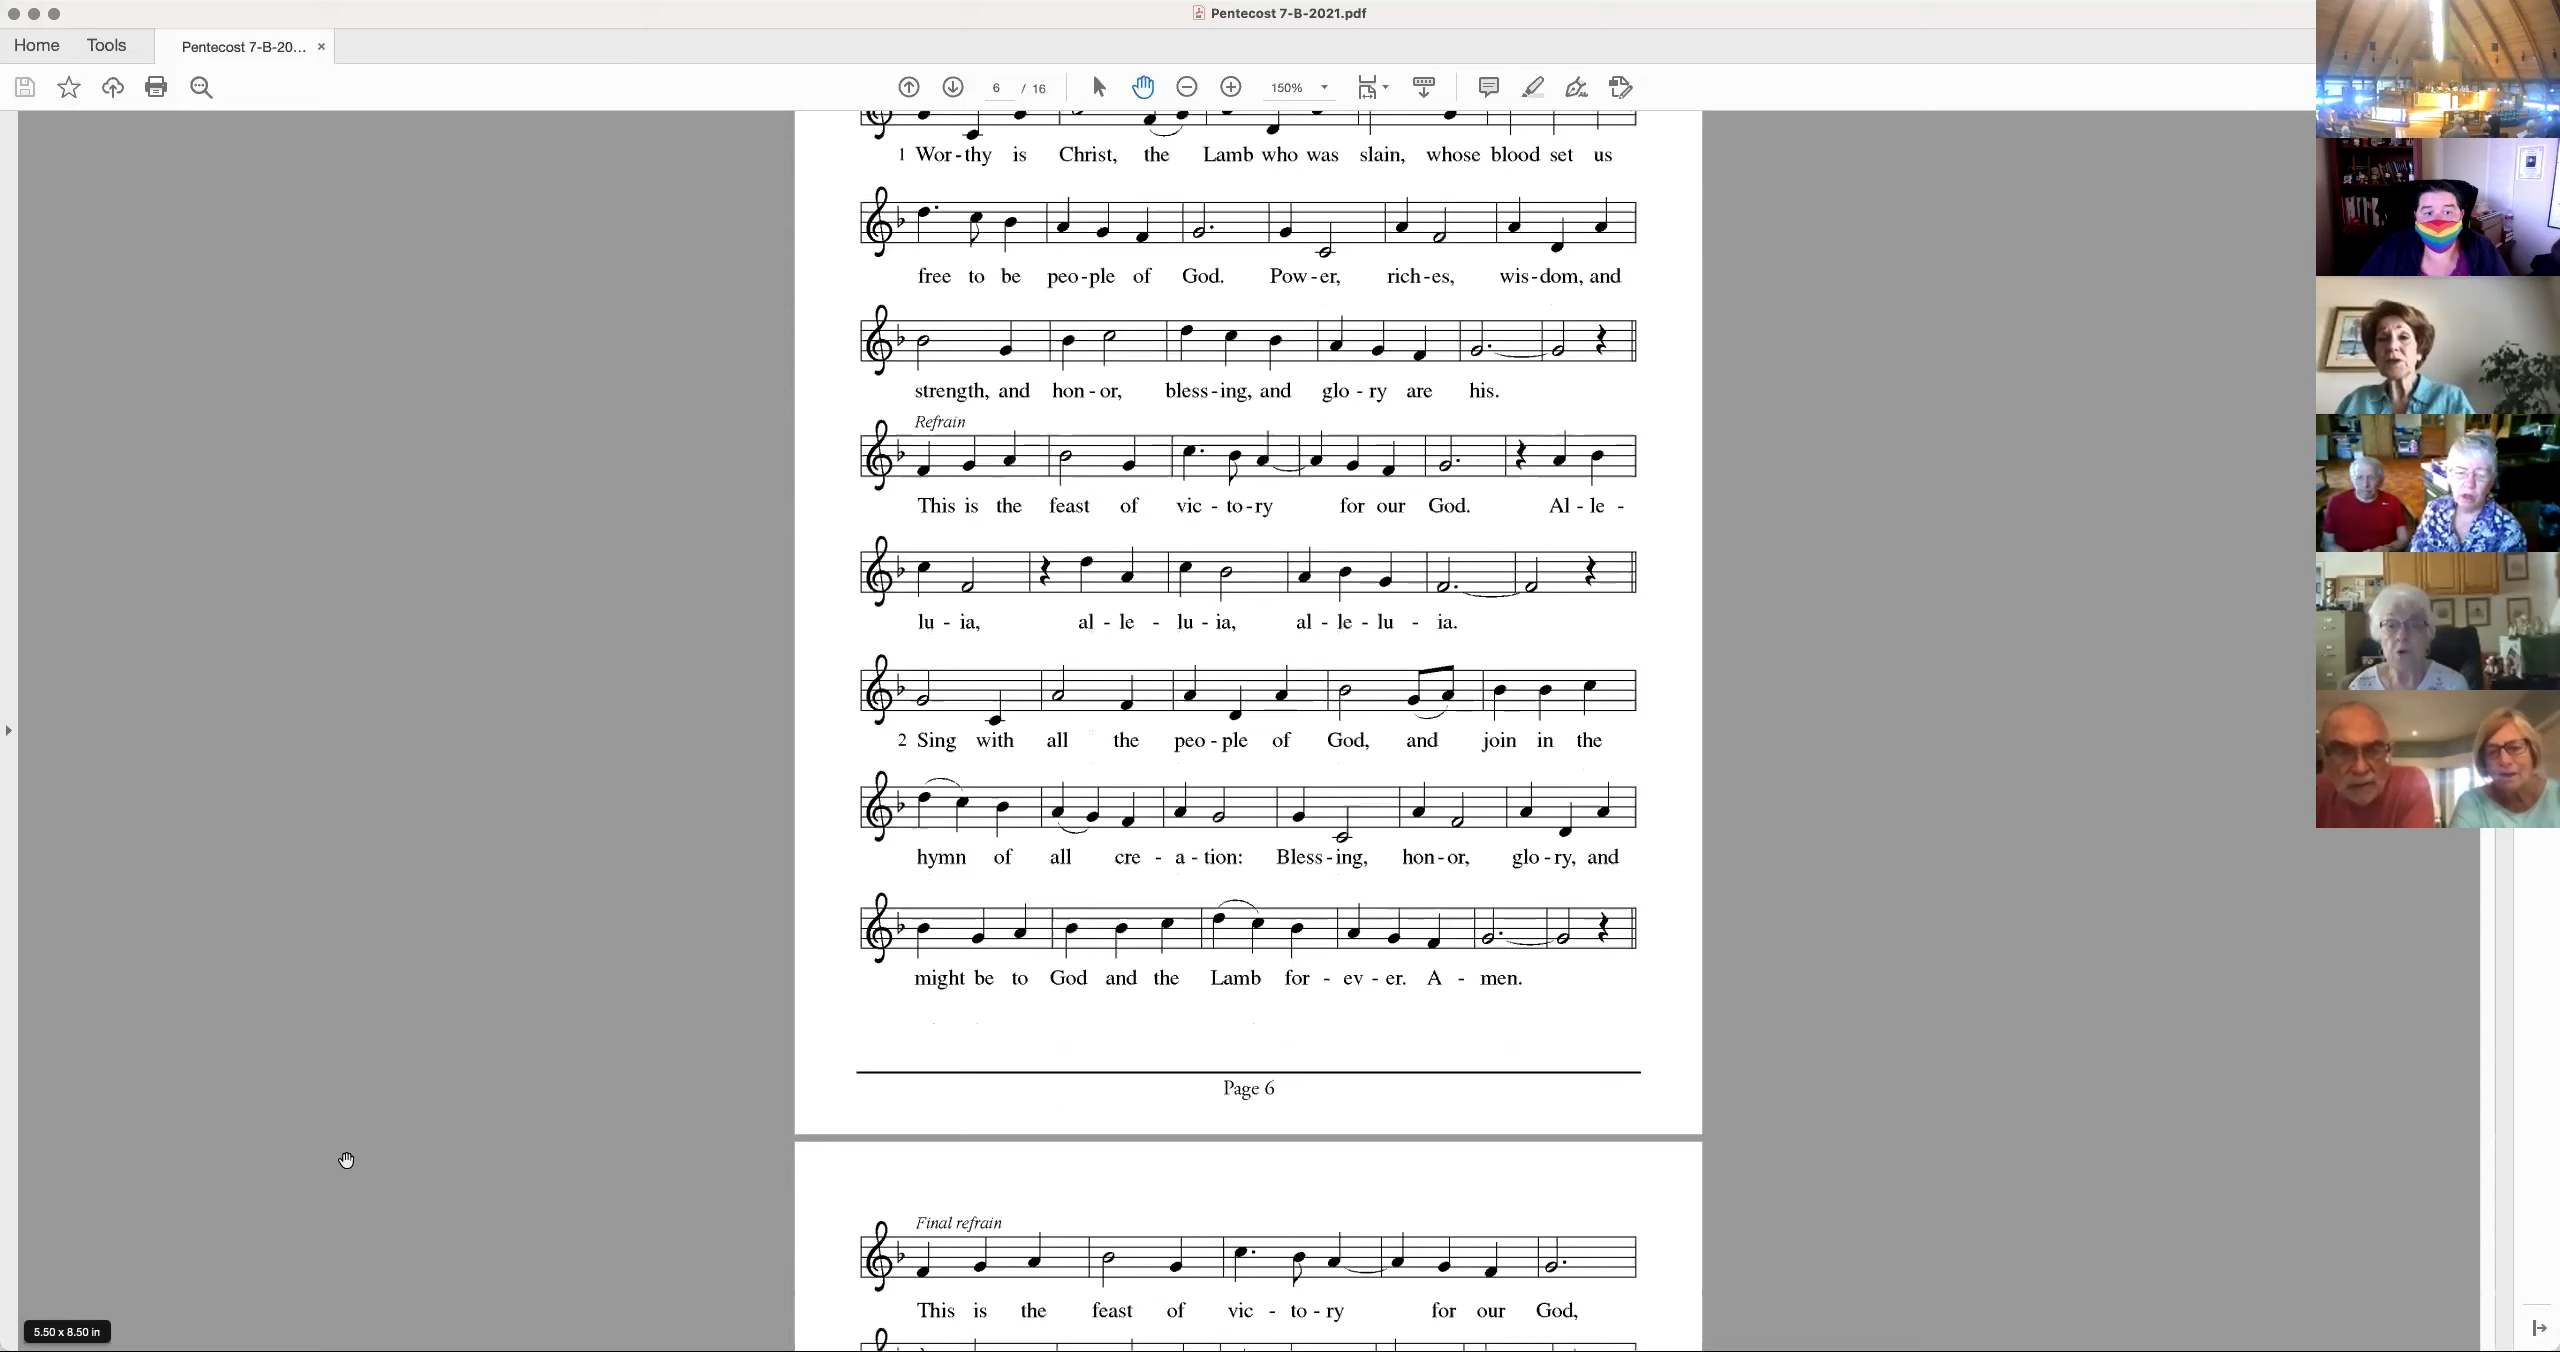 Pentecost 7-B-2021.pdf
Home Tools Pentecost 7-B-20... ×
6 / 16 150%
1 Wor - thy is Christ, the Lamb who was slain, whose blood set us
free to be peo - ple of God. Pow - er, rich - es, wis - dom, and
strength, and hon - or, bless - ing, and glo - ry are his.
Refrain
This is the feast of vic - to - ry for our God. Al - le -
lu - ia, al - le - lu - ia, al - le - lu - ia.
2 Sing with all the peo - ple of God, and join in the
hymn of all cre - a - tion: Bless - ing, hon - or, glo - ry, and
might be to God and the Lamb for - ev - er. A - men.
Page 6
Final refrain
This is the feast of vic - to - ry for our God,
5.50 x 8.50 in